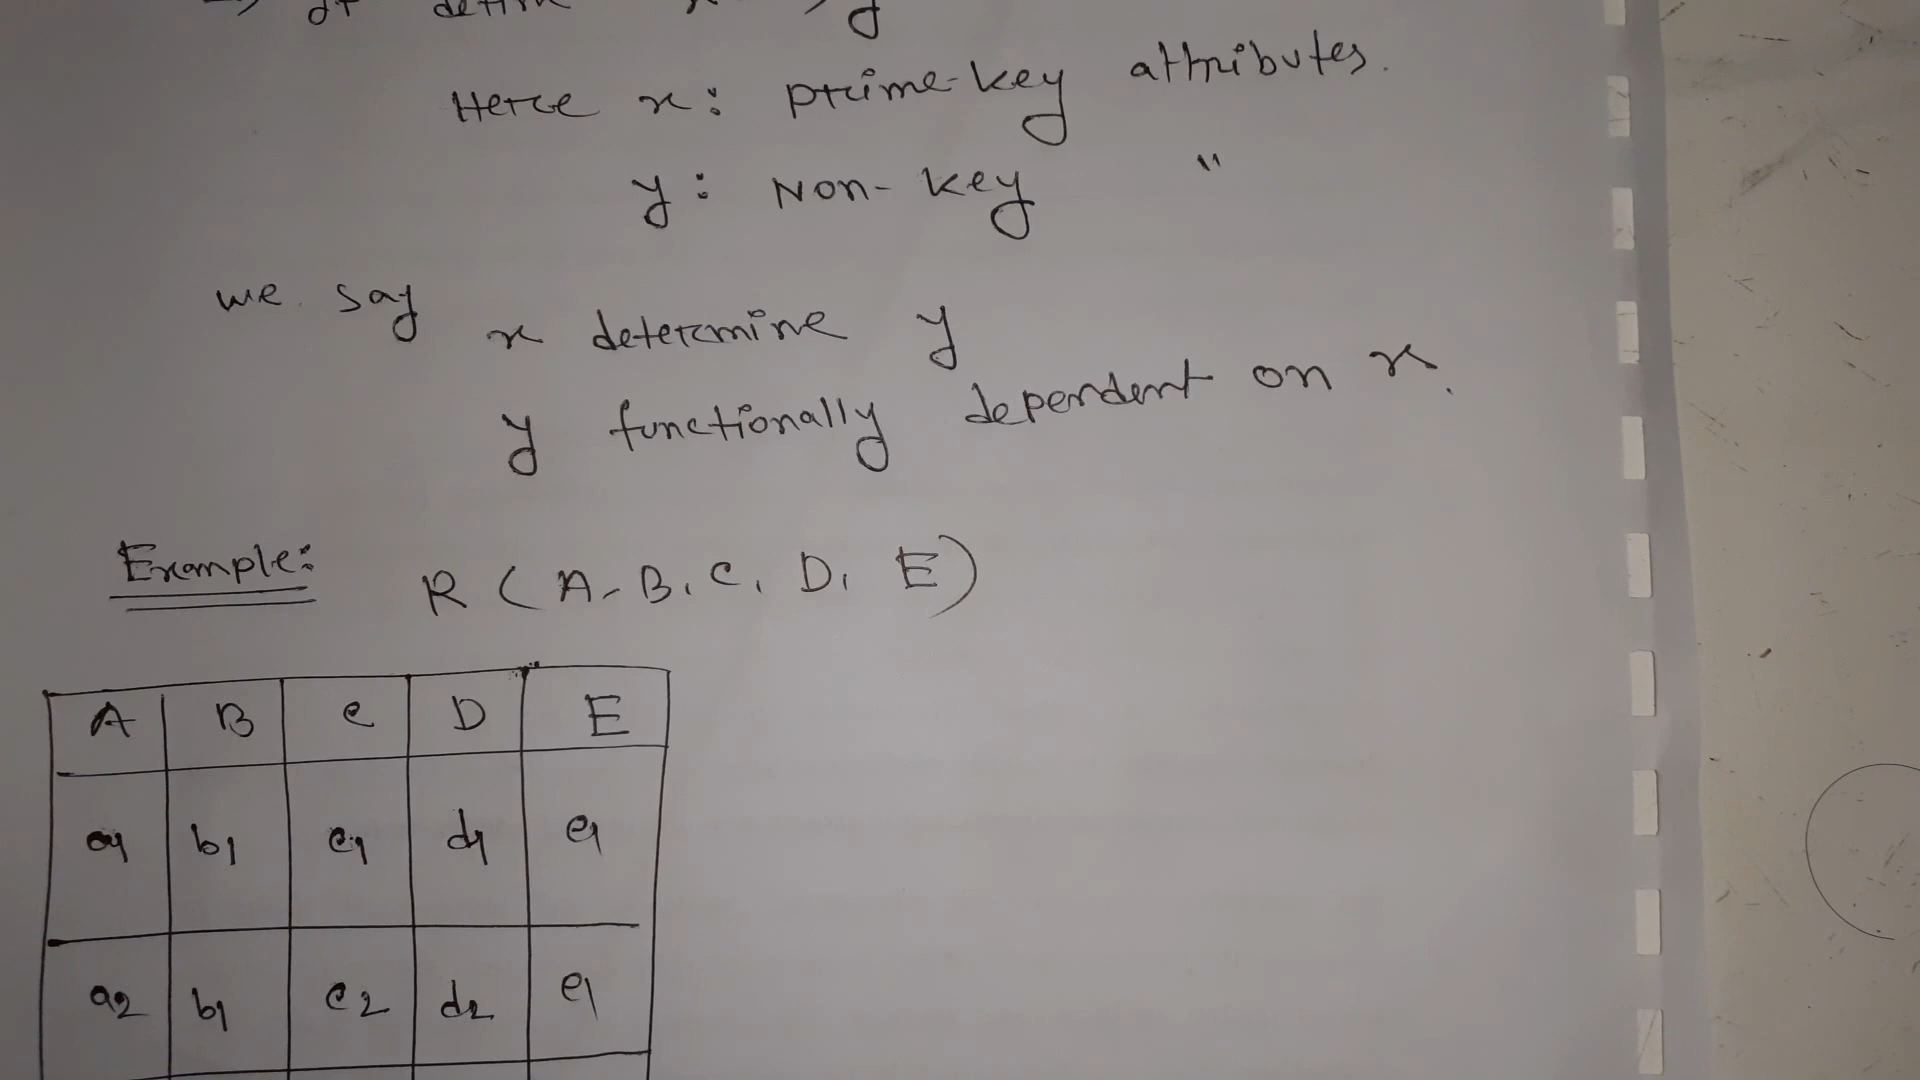 define x → y
Here x: prime-key attributes.
y: Non-key "
we say x determine y
y functionally dependent on x.
Example: R (A, B, C, D, E)
A B C D E
a1 b1 c1 d1 e1
a2 b1 c2 d2 e1